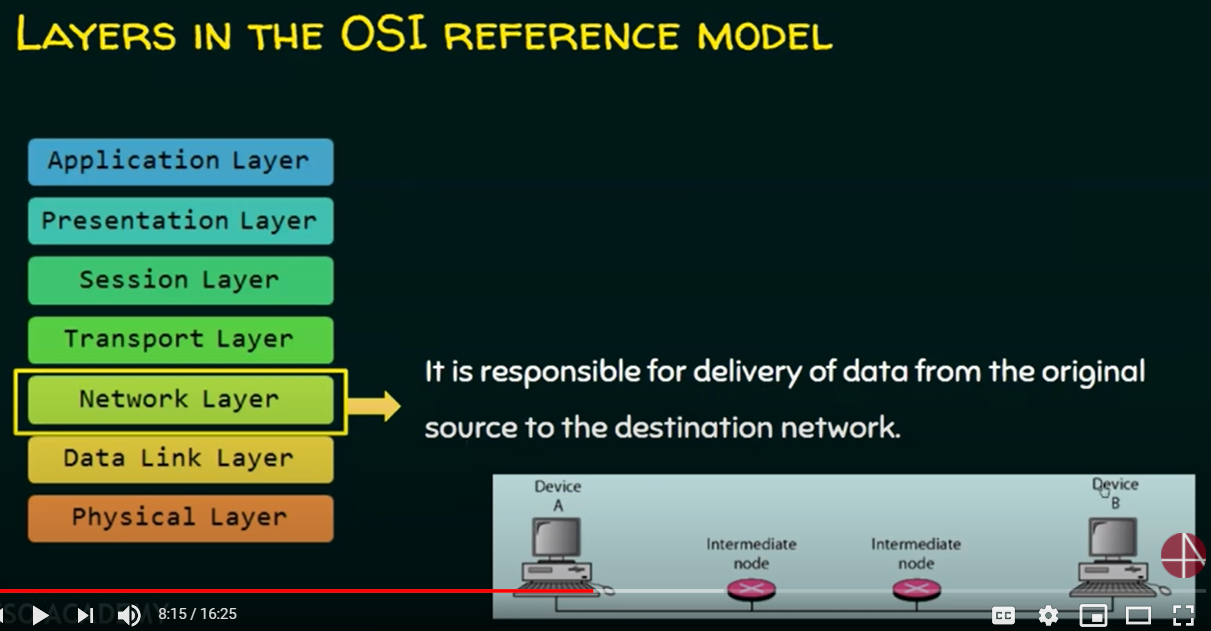 LAYERS IN THE OSI REFERENCE MODEL
Application Layer
Presentation Layer
Session Layer
Transport Layer
Network Layer
Data Link Layer
Physical Layer
It is responsible for delivery of data from the original
source to the destination network.
Device
A
Intermediate
node
Intermediate
node
Device
B
8:15 / 16:25
CC